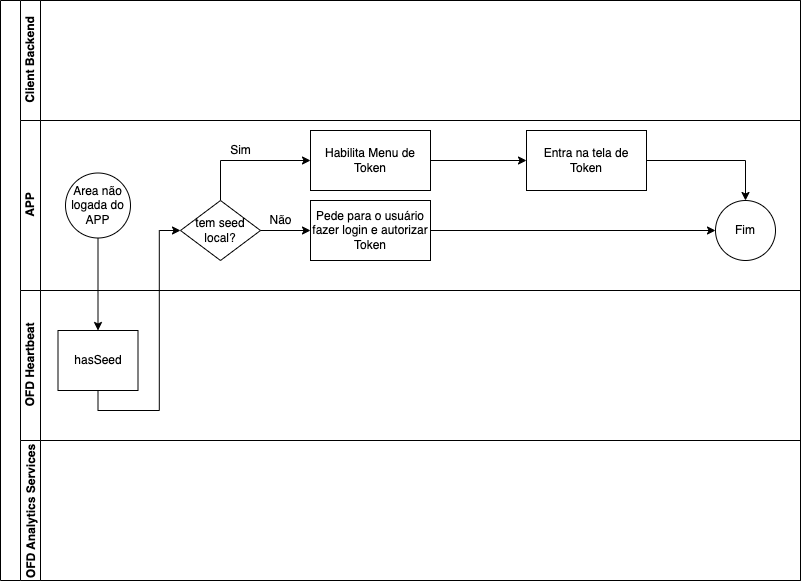 Client Backend
APP
Area não
logada do
APP
tem seed
local?
Sim
Não
Habilita Menu de
Token
Entra na tela de
Token
Pede para o usuário
fazer login e autorizar
Token
Fim
OFD Heartbeat
hasSeed
OFD Analytics Services